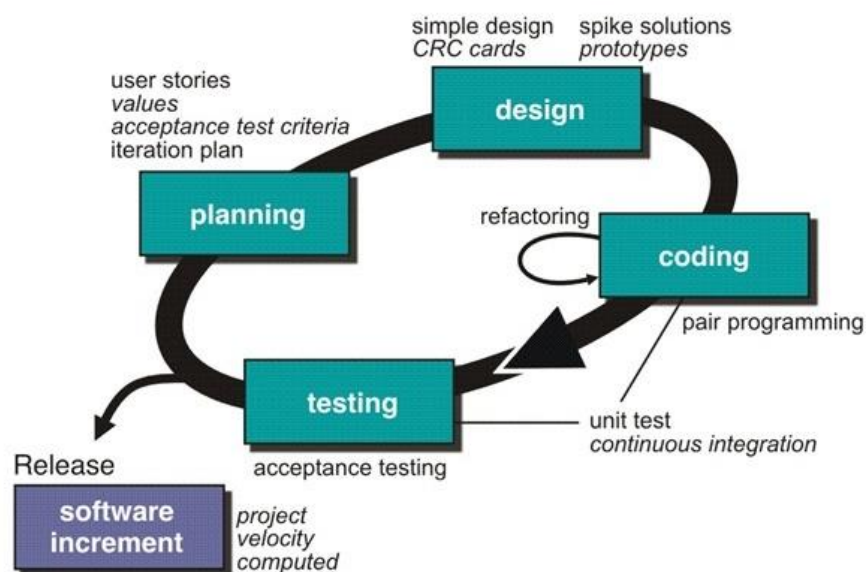 simple design
CRC cards
spike solutions
prototypes
user stories
values
acceptance test criteria
iteration plan
design
planning
refactoring
coding
pair programming
testing
unit test
continuous integration
acceptance testing
Release
software
increment
project
velocity
computed